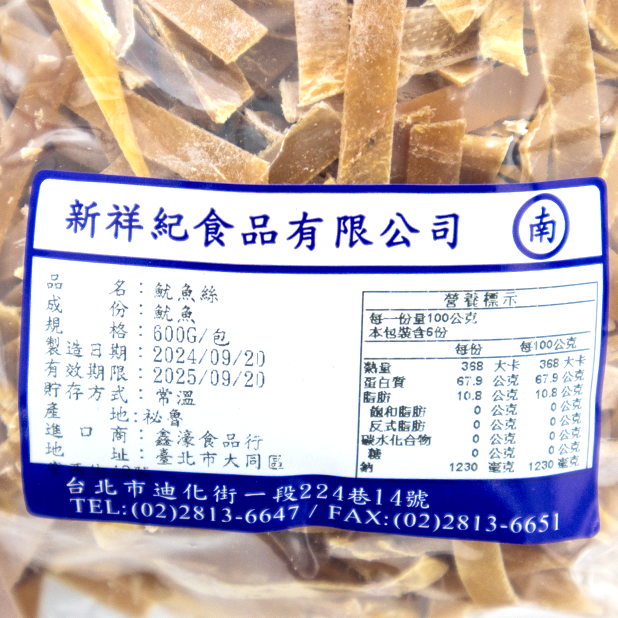 新祥紀食品有限公司
南
品名:魷魚絲
成份:魷魚
規格:600G/包
製造日期:2024/09/20
有效期限:2025/09/20
貯存方式:常溫
產地:祕魯
進口商:鑫濠食品行
地址:臺北市大同區
營養標示
每一份量100公克
本包裝含6份
每份 每100公克
熱量 368 大卡 368 大卡
蛋白質 67.9 公克 67.9 公克
脂肪 10.8 公克 10.8 公克
飽和脂肪 0 公克 0 公克
反式脂肪 0 公克 0 公克
碳水化合物 0 公克 0 公克
糖 0 公克 0 公克
鈉 1230 毫克 1230 毫克
台北市迪化街一段224巷14號
TEL:(02)2813-6647 / FAX:(02)2813-6651